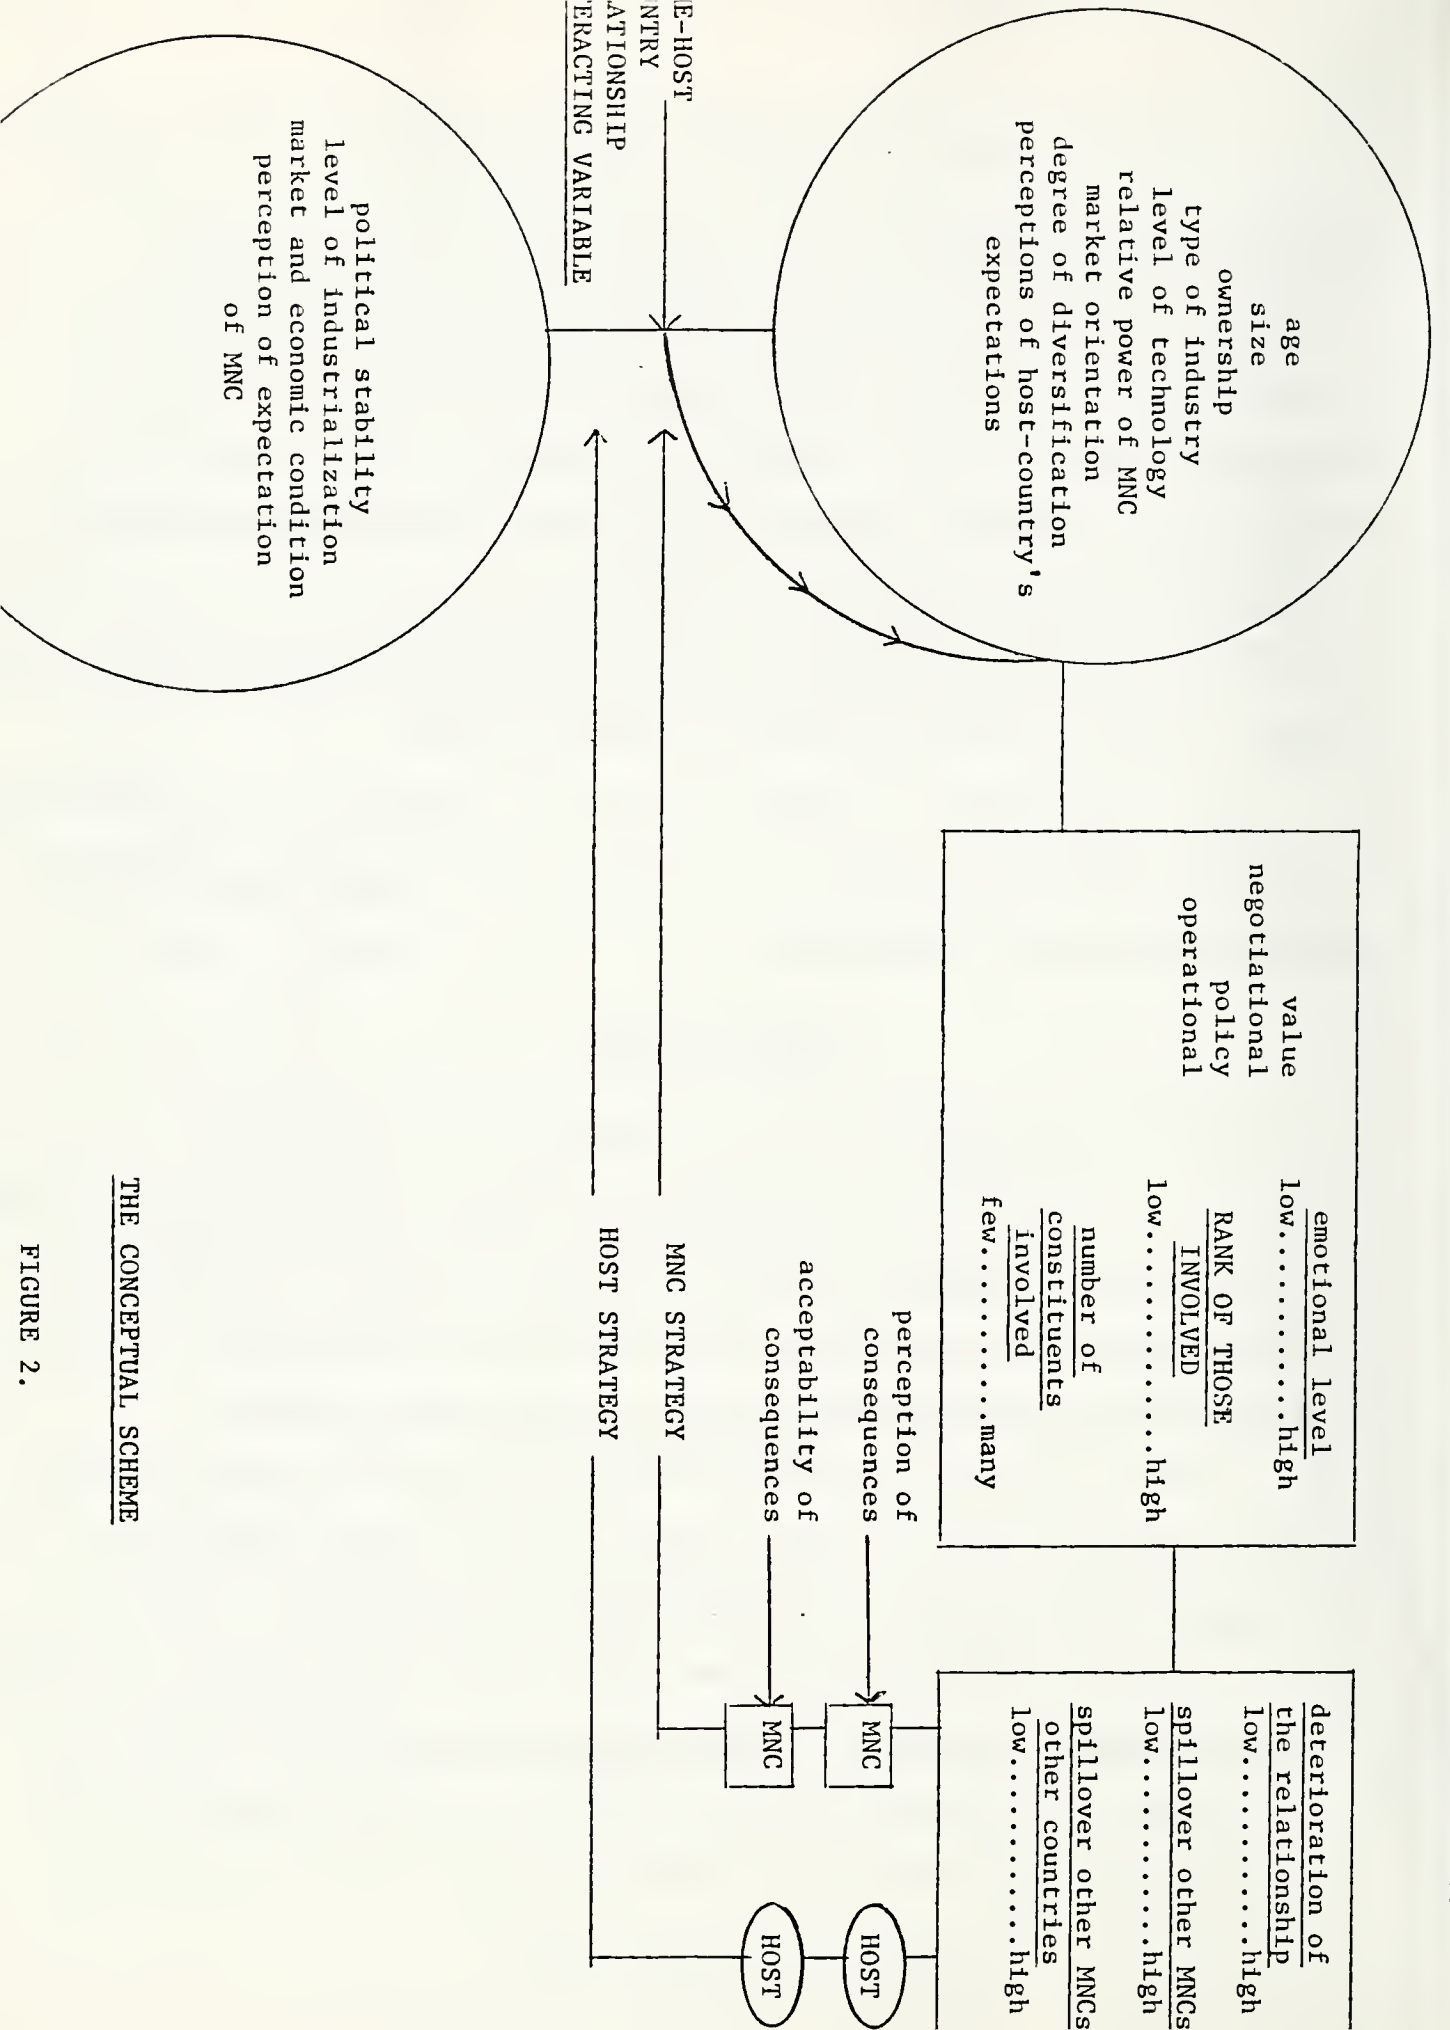 age
size
ownership
type of industry
level of technology
relative power of MNC
market orientation
degree of diversification
perceptions of host-country's
expectations
E-HOST
NTRY
ATIONSHIP
ERACTING VARIABLE
political stability
level of industrialization
market and economic condition
perception of expectation
of MNC
value
negotiational
policy
operational
emotional level
low............high
RANK OF THOSE
INVOLVED
low..............high
number of
constituents
involved
few...........many
deterioration of
the relationship
low............high
spillover other MNCs
low............high
spillover other MNCs
other countries
low............high
perception of
consequences
MNC
HOST
acceptability of
consequences
MNC
HOST
MNC STRATEGY
HOST STRATEGY
THE CONCEPTUAL SCHEME
FIGURE 2.